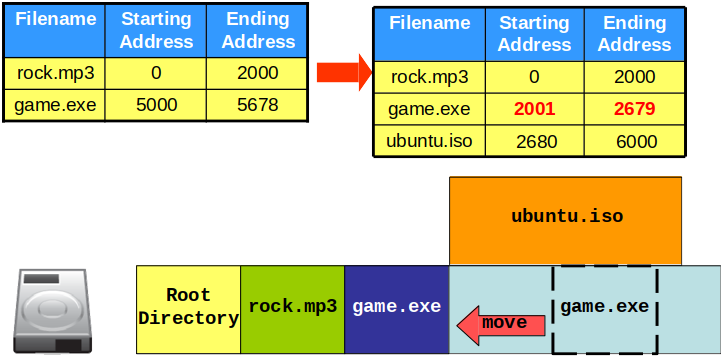 Filename Starting Address Ending Address
rock.mp3 0 2000
game.exe 5000 5678
Filename Starting Address Ending Address
rock.mp3 0 2000
game.exe 2001 2679
ubuntu.iso 2680 6000
ubuntu.iso
Root Directory rock.mp3 game.exe move game.exe